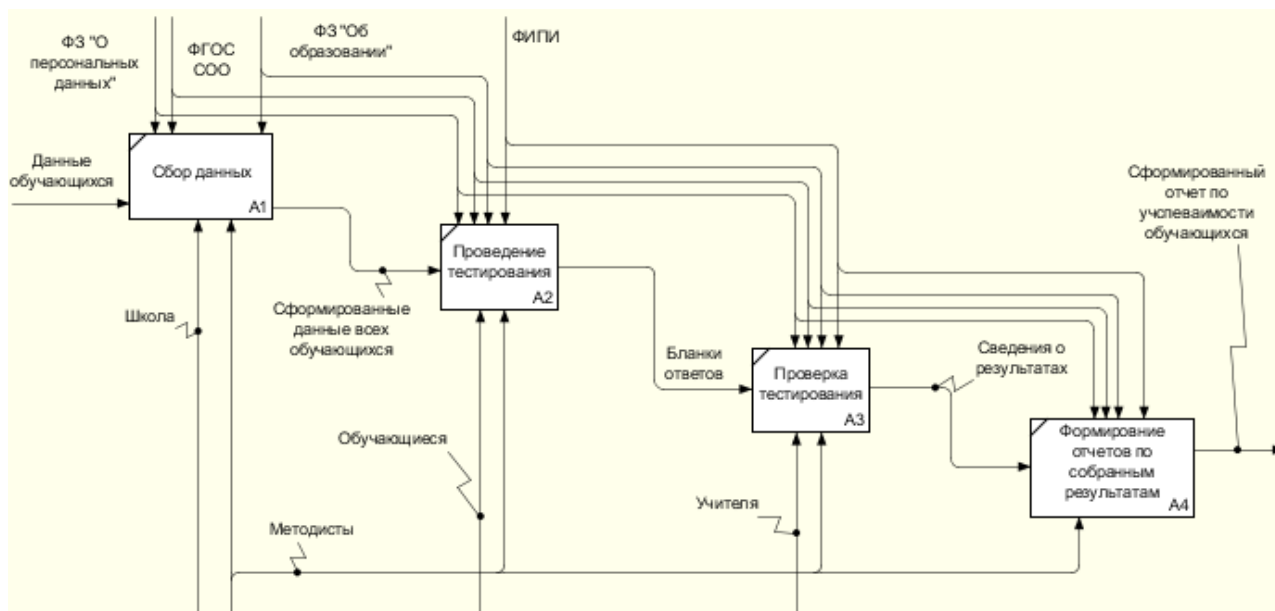 ФЗ "О
персональных
данных"
ФГОС
СОО
ФЗ "Об
образовании"
ФИПИ
Данные
обучающихся
Сбор данных
A1
Сформированный
отчет по
учспеваимости
обучающихся
Проведение
тестирования
A2
Школа
Сформированные
данные всех
обучающихся
Бланки
ответов
Проверка
тестирования
A3
Сведения о
результатах
Обучающиеся
Формировние
отчетов по
собранным
результатам
A4
Учителя
Методисты